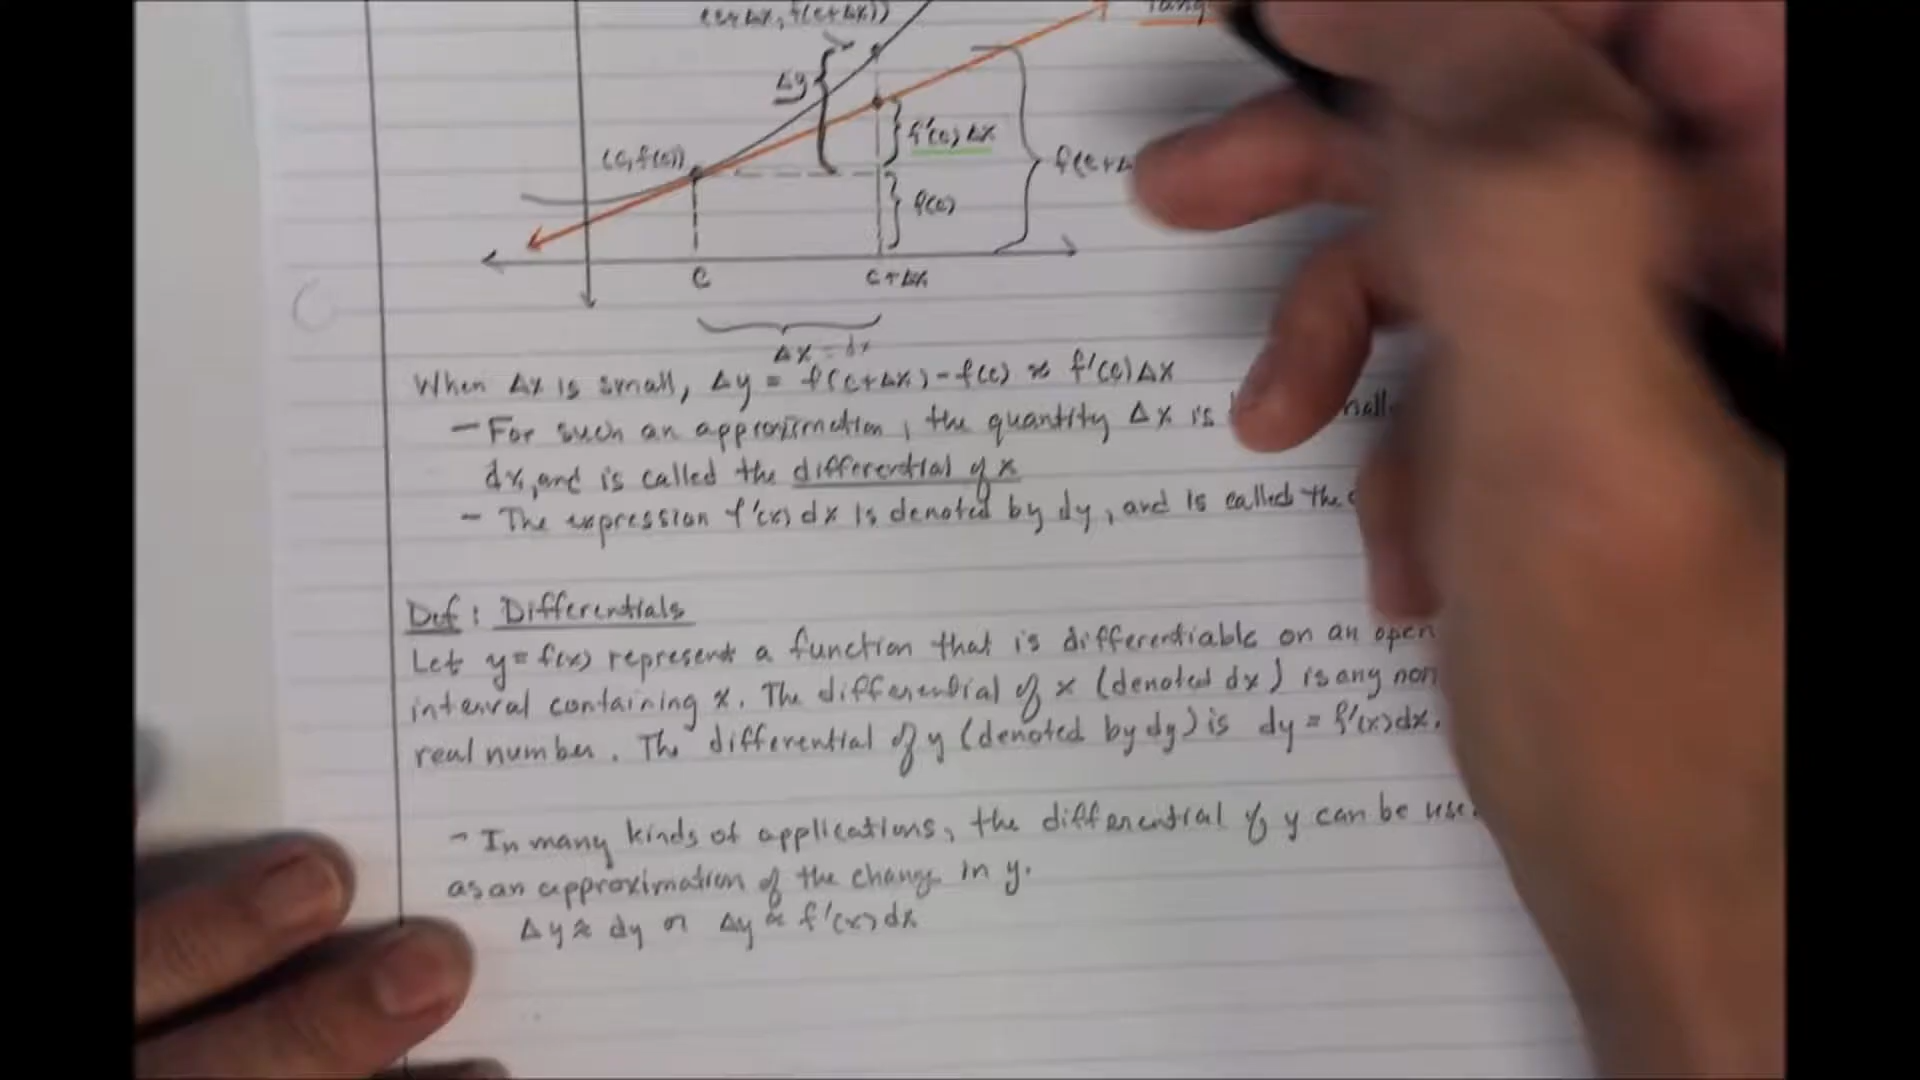 (c+Δx, f(c+Δx))
Δy
f'(c)Δx
(c, f(c))
f(c)
c
c+Δx
Δx = dx
When Δx is small, Δy = f(c+Δx) - f(c) ≈ f'(c)Δx
- For such an approximation, the quantity Δx is
dx, and is called the differential of x
- The expression f'(x) dx is denoted by dy, and is called the
Def: Differentials
Let y = f(x) represent a function that is differentiable on an open
interval containing x. The differential of x (denoted dx) is any non
real number. The differential of y (denoted by dy) is dy = f'(x)dx.
- In many kinds of applications, the differential of y can be
as an approximation of the change in y.
Δy ≈ dy or Δy ≈ f'(x)dx